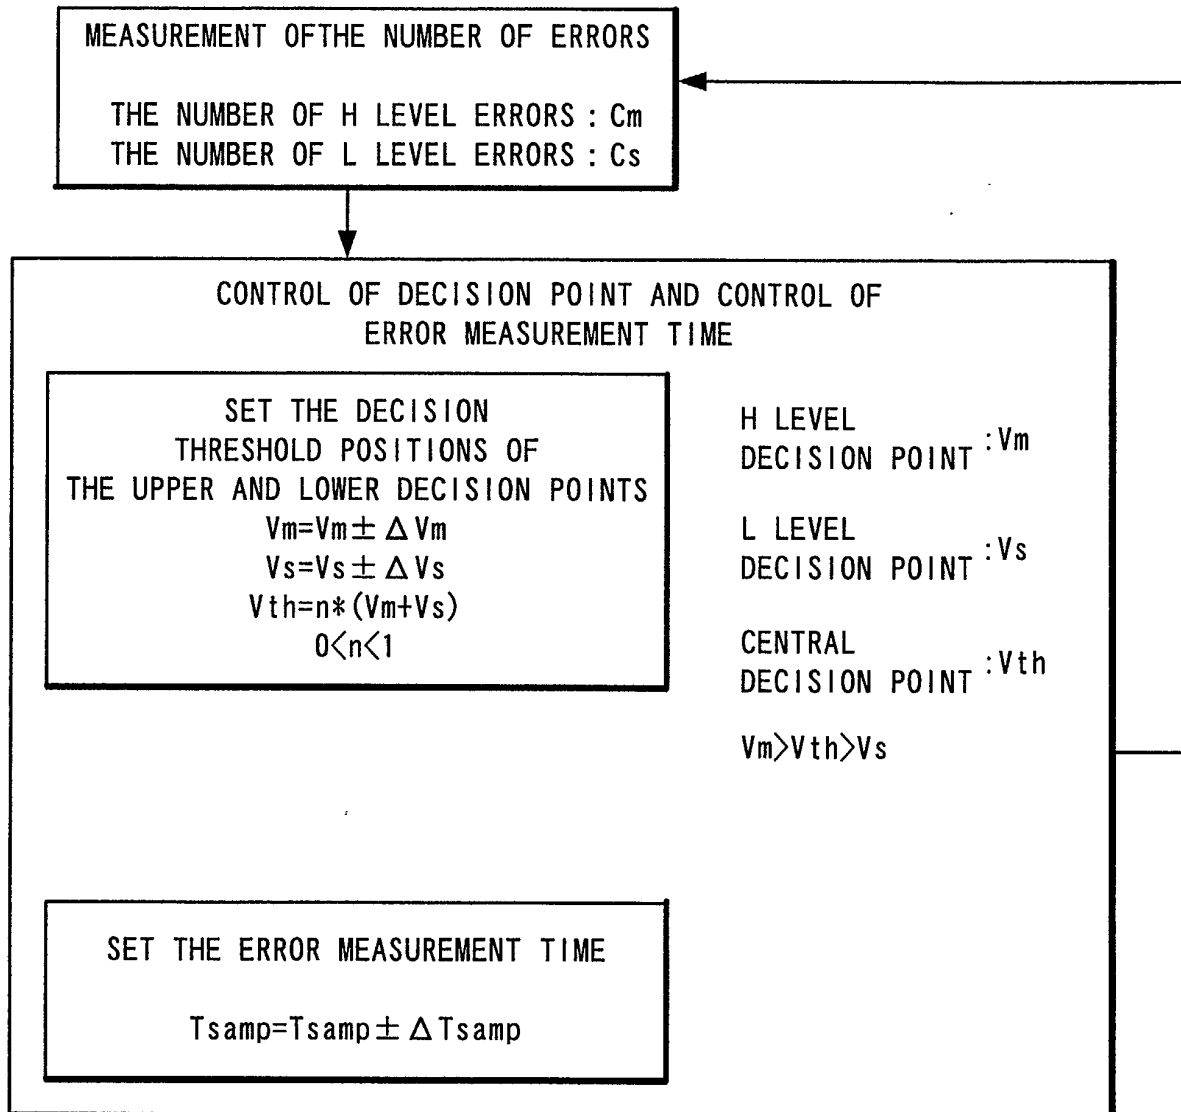 MEASUREMENT OFTHE NUMBER OF ERRORS
THE NUMBER OF H LEVEL ERRORS : Cm
THE NUMBER OF L LEVEL ERRORS : Cs
CONTROL OF DECISION POINT AND CONTROL OF
ERROR MEASUREMENT TIME
SET THE DECISION
THRESHOLD POSITIONS OF
THE UPPER AND LOWER DECISION POINTS
Vm=Vm± ΔVm
Vs=Vs± ΔVs
Vth=n*(Vm+Vs)
0<n<1
H LEVEL
DECISION POINT :Vm
L LEVEL
DECISION POINT :Vs
CENTRAL
DECISION POINT :Vth
Vm>Vth>Vs
SET THE ERROR MEASUREMENT TIME
Tsamp=Tsamp± ΔTsamp